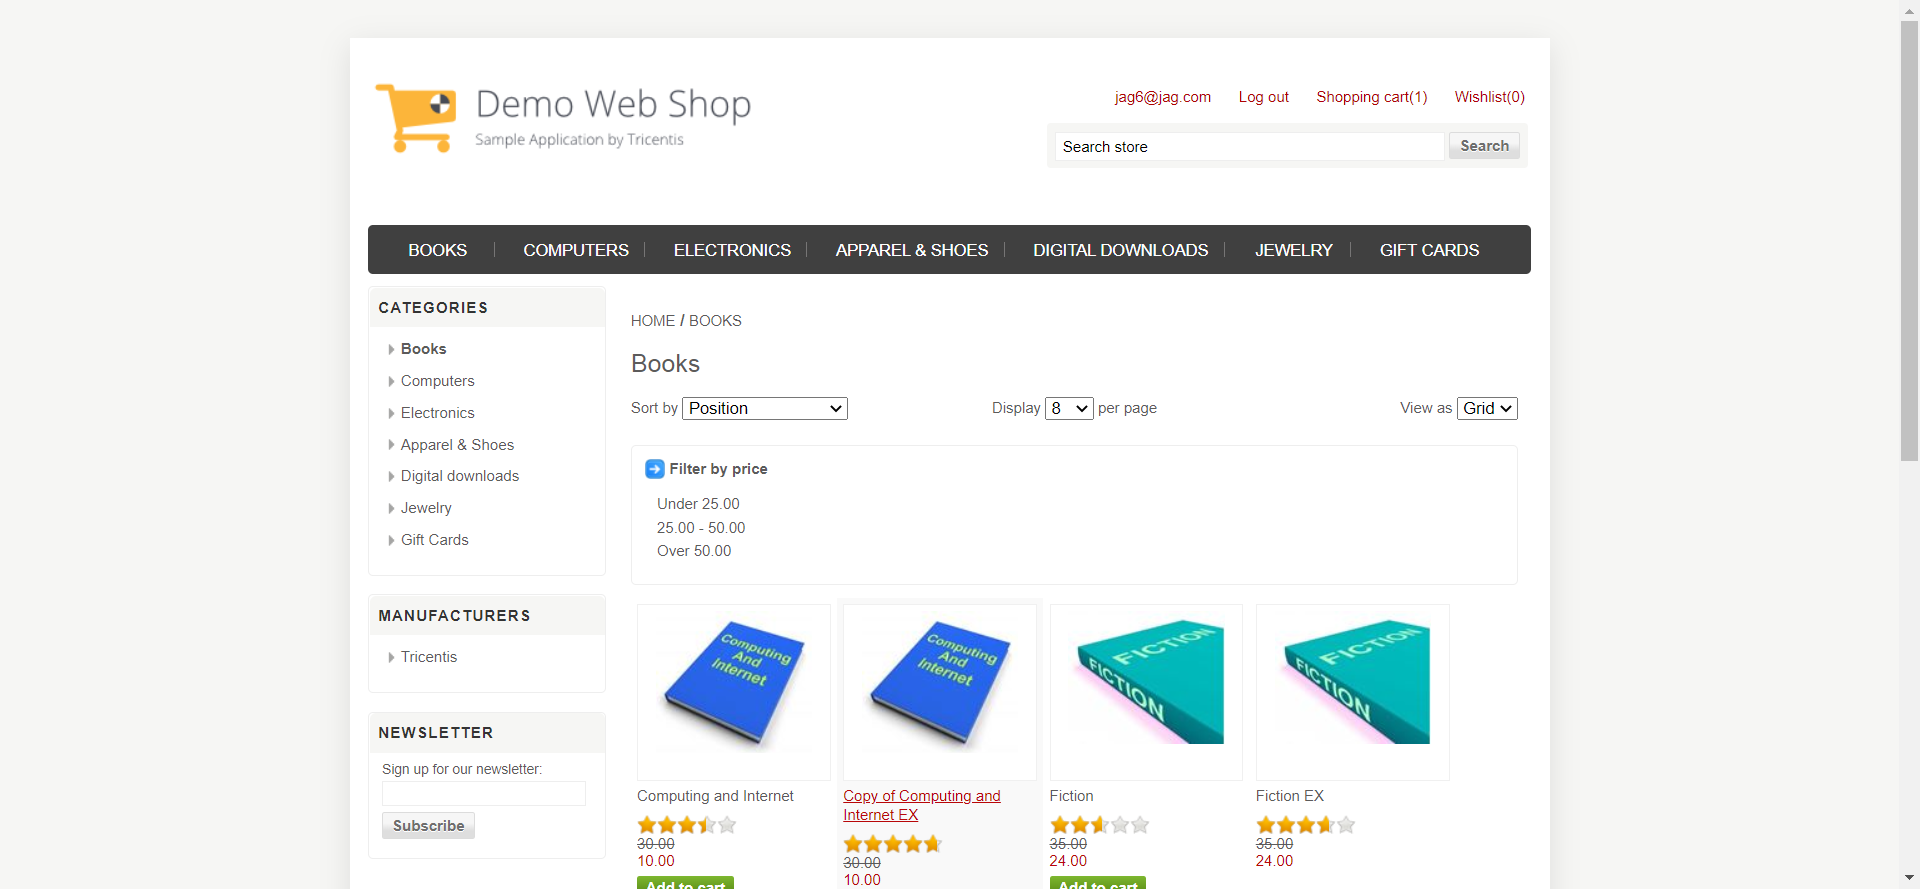 Demo Web Shop
Sample Application by Tricentis
jag6@jag.com Log out Shopping cart(1) Wishlist(0)
Search store Search
BOOKS COMPUTERS ELECTRONICS APPAREL & SHOES DIGITAL DOWNLOADS JEWELRY GIFT CARDS
CATEGORIES
Books
Computers
Electronics
Apparel & Shoes
Digital downloads
Jewelry
Gift Cards
MANUFACTURERS
Tricentis
NEWSLETTER
Sign up for our newsletter:
Subscribe
HOME / BOOKS
Books
Sort by Position Display 8 per page View as Grid
Filter by price
Under 25.00
25.00 - 50.00
Over 50.00
Computing
And
Internet
Computing and Internet
30.00
10.00
Add to cart
Computing
And
Internet
Copy of Computing and
Internet EX
30.00
10.00
FICTION
FICTION
Fiction
35.00
24.00
Add to cart
FICTION
FICTION
Fiction EX
35.00
24.00